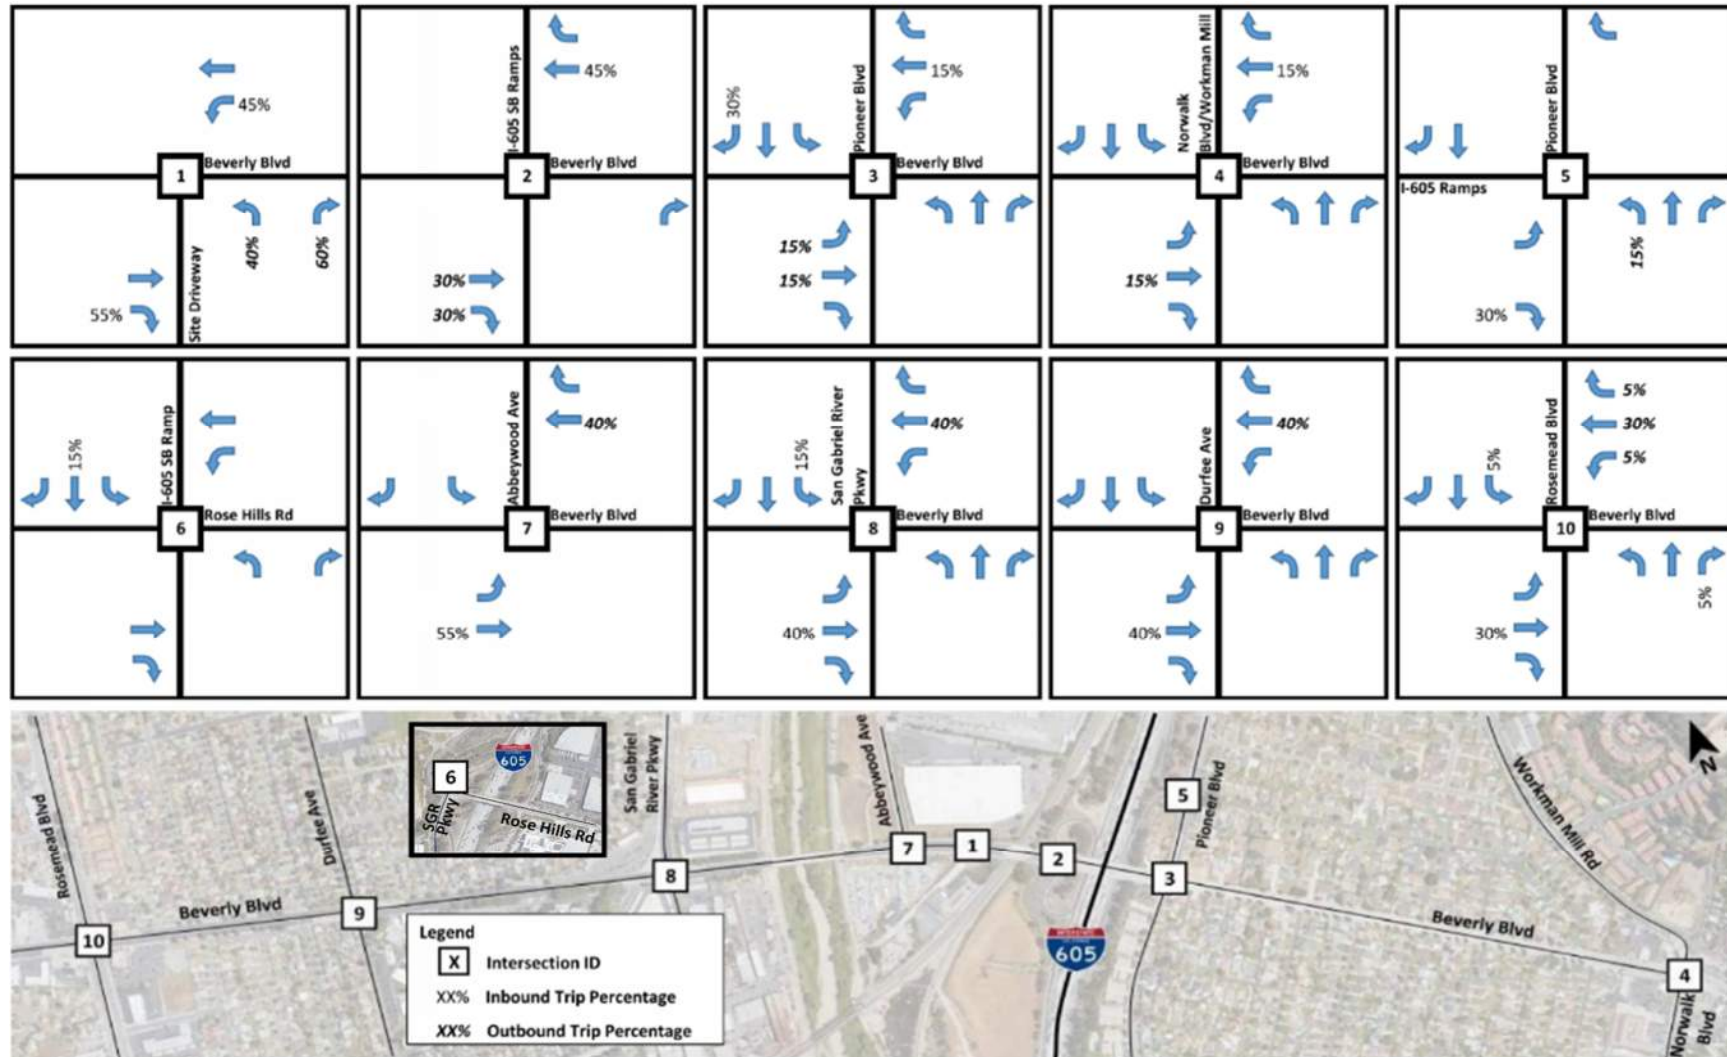 45%
Beverly Blvd
1
Site Driveway
40%
60%
55%
I-605 SB Ramps
45%
Beverly Blvd
2
30%
30%
30%
Pioneer Blvd
15%
Beverly Blvd
3
15%
15%
Norwalk
Blvd/Workman Mill
15%
Beverly Blvd
4
15%
Pioneer Blvd
I-605 Ramps
5
15%
30%
15%
I-605 SB Ramp
Rose Hills Rd
6
Abbeywood Ave
40%
Beverly Blvd
7
55%
15%
San Gabriel River
Pkwy
40%
Beverly Blvd
8
40%
Durfee Ave
40%
Beverly Blvd
9
40%
5%
Rosemead Blvd
5%
30%
5%
Beverly Blvd
10
30%
5%
Rosemead Blvd
Durfee Ave
6
605
SGR
Pkwy
Rose Hills Rd
San Gabriel
River Pkwy
Abbeywood Ave
5
Pioneer Blvd
Workman Mill Rd
N
7
1
2
3
8
9
10
Beverly Blvd
Beverly Blvd
605
4
Norwalk
Blvd
Legend
X Intersection ID
XX% Inbound Trip Percentage
XX% Outbound Trip Percentage